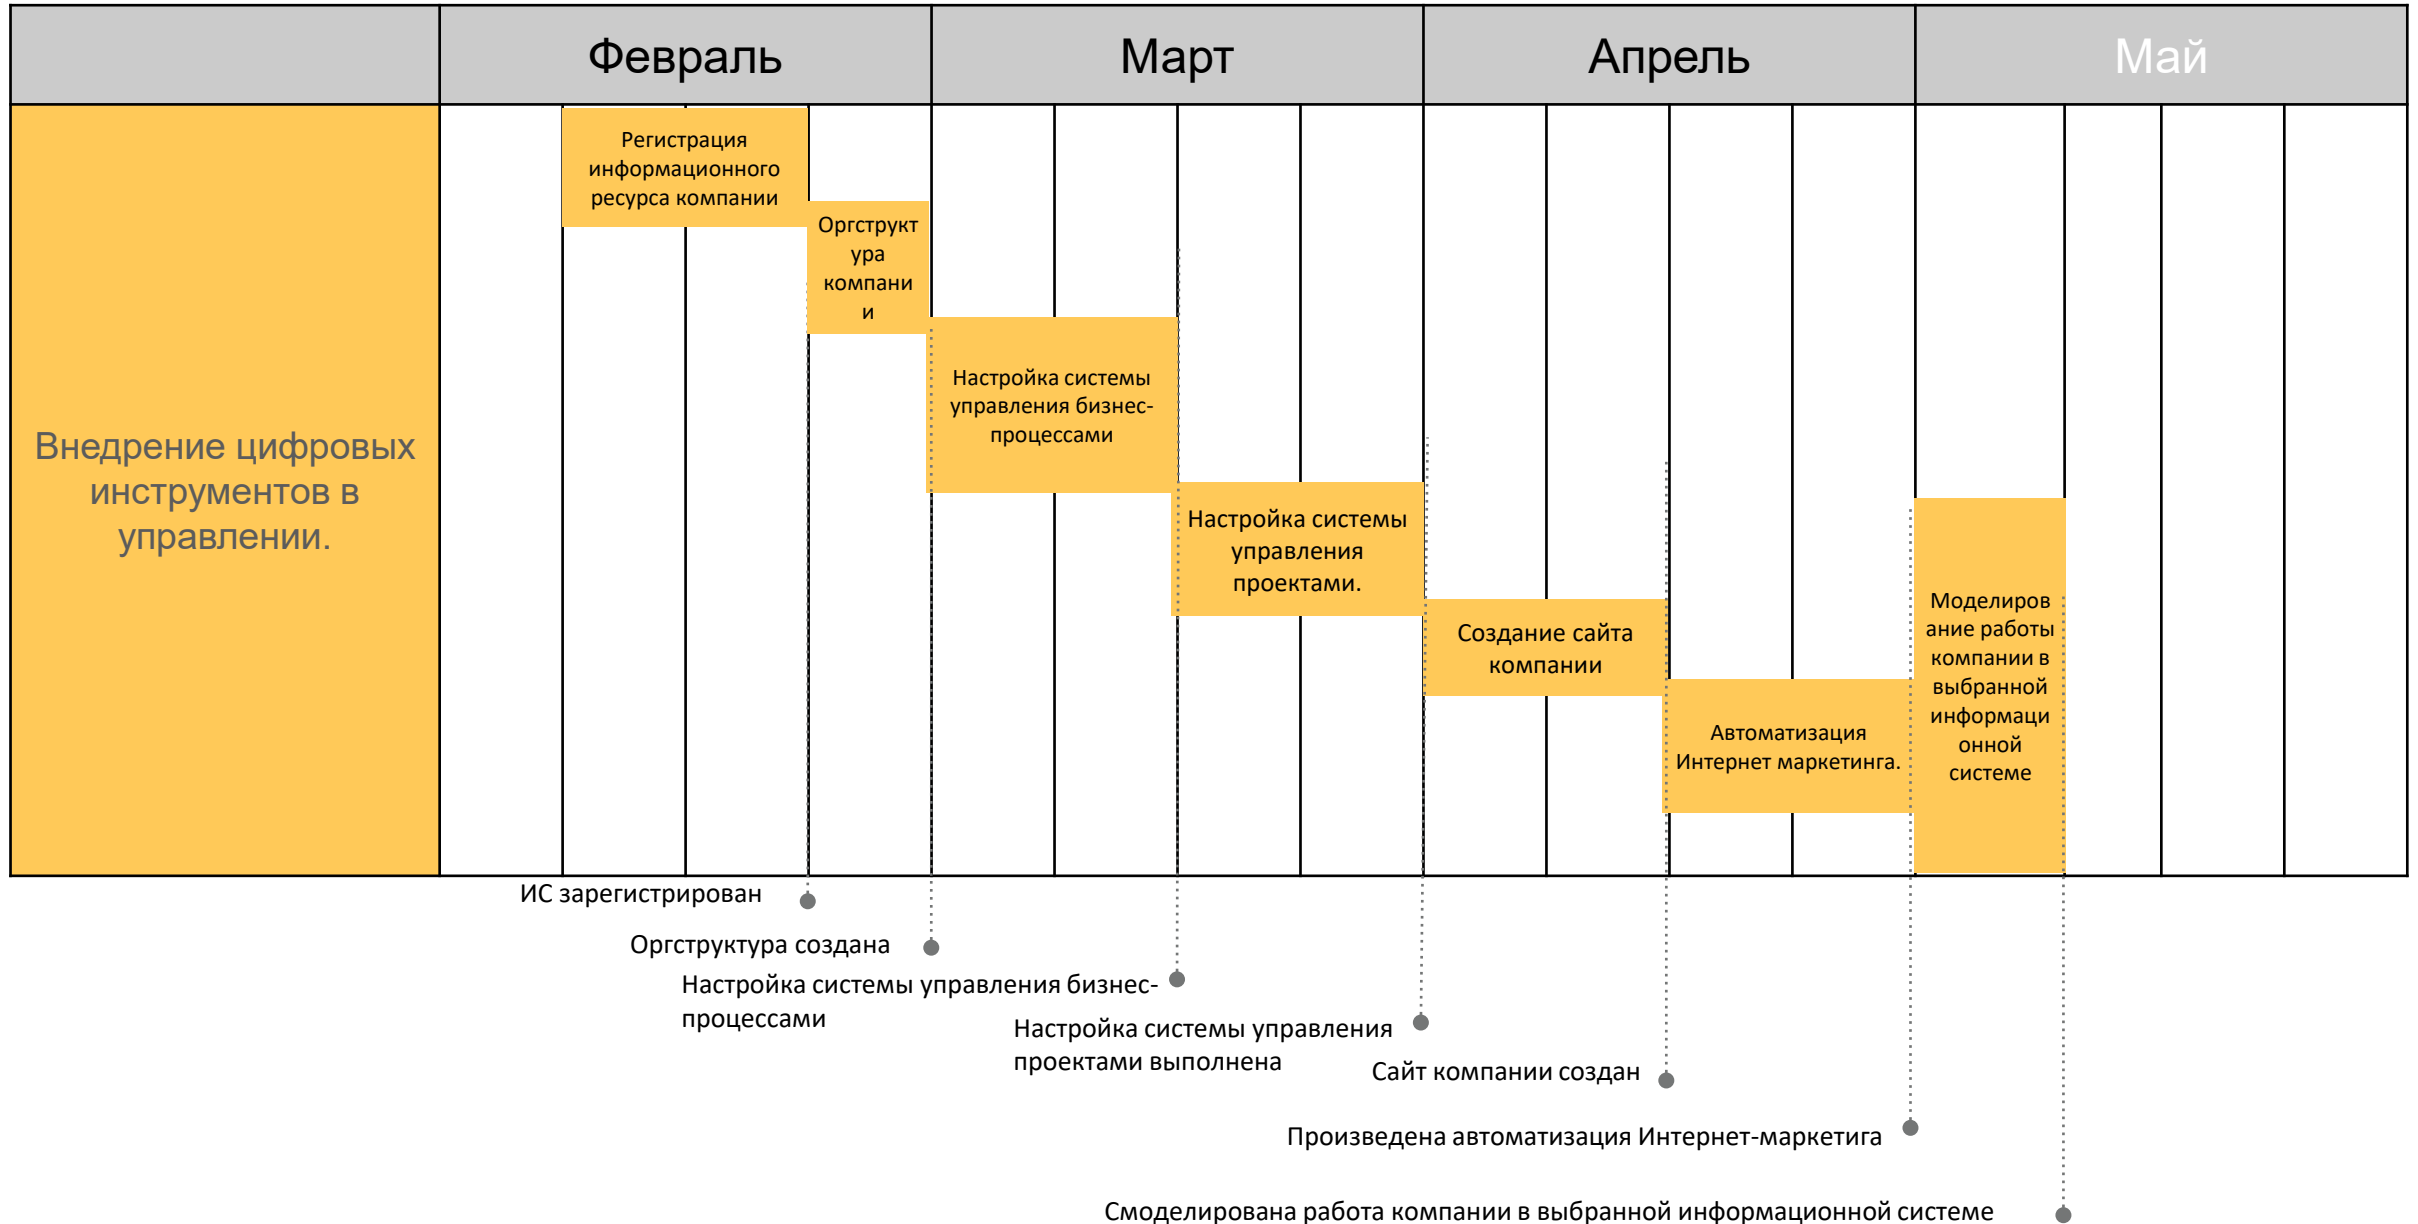 Февраль
Март
Апрель
Май
Внедрение цифровых
инструментов в
управлении.
Регистрация
информационного
ресурса компании
Оргструкт
ура
компани
и
Настройка системы
управления бизнес-
процессами
Настройка системы
управления
проектами.
Создание сайта
компании
Автоматизация
Интернет маркетинга.
Моделиров
ание работы
компании в
выбранной
информаци
онной
системе
ИС зарегистрирован
Оргструктура создана
Настройка системы управления бизнес-
процессами
Настройка системы управления
проектами выполнена
Сайт компании создан
Произведена автоматизация Интернет-маркетига
Смоделирована работа компании в выбранной информационной системе